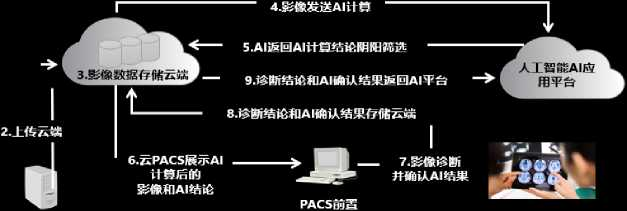 4.影像发送AI计算
5.AI返回AI计算结论阴阳筛选
3.影像数据存储云端
人工智能AI应
用平台
9.诊断结论和AI确认结果返回AI平台
8.诊断结论和AI确认结果存储云端
2.上传云端
6.云PACS展示AI
计算后的
影像和AI结论
7.影像诊断
并确认AI结果
PACS前置